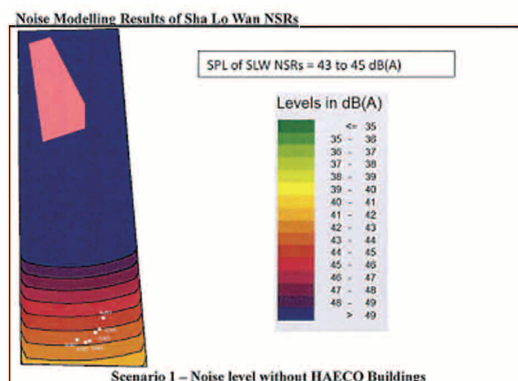 Noise Modelling Results of Sha Lo Wan NSRs
SPL of SLW NSRs = 43 to 45 dB(A)
Levels in dB(A)
<= 35
35 - 36
36 - 37
37 - 38
38 - 39
39 - 40
40 - 41
41 - 42
42 - 43
43 - 44
44 - 45
45 - 46
46 - 47
47 - 48
48 - 49
> 49
Scenario 1 – Noise level without HAECO Buildings